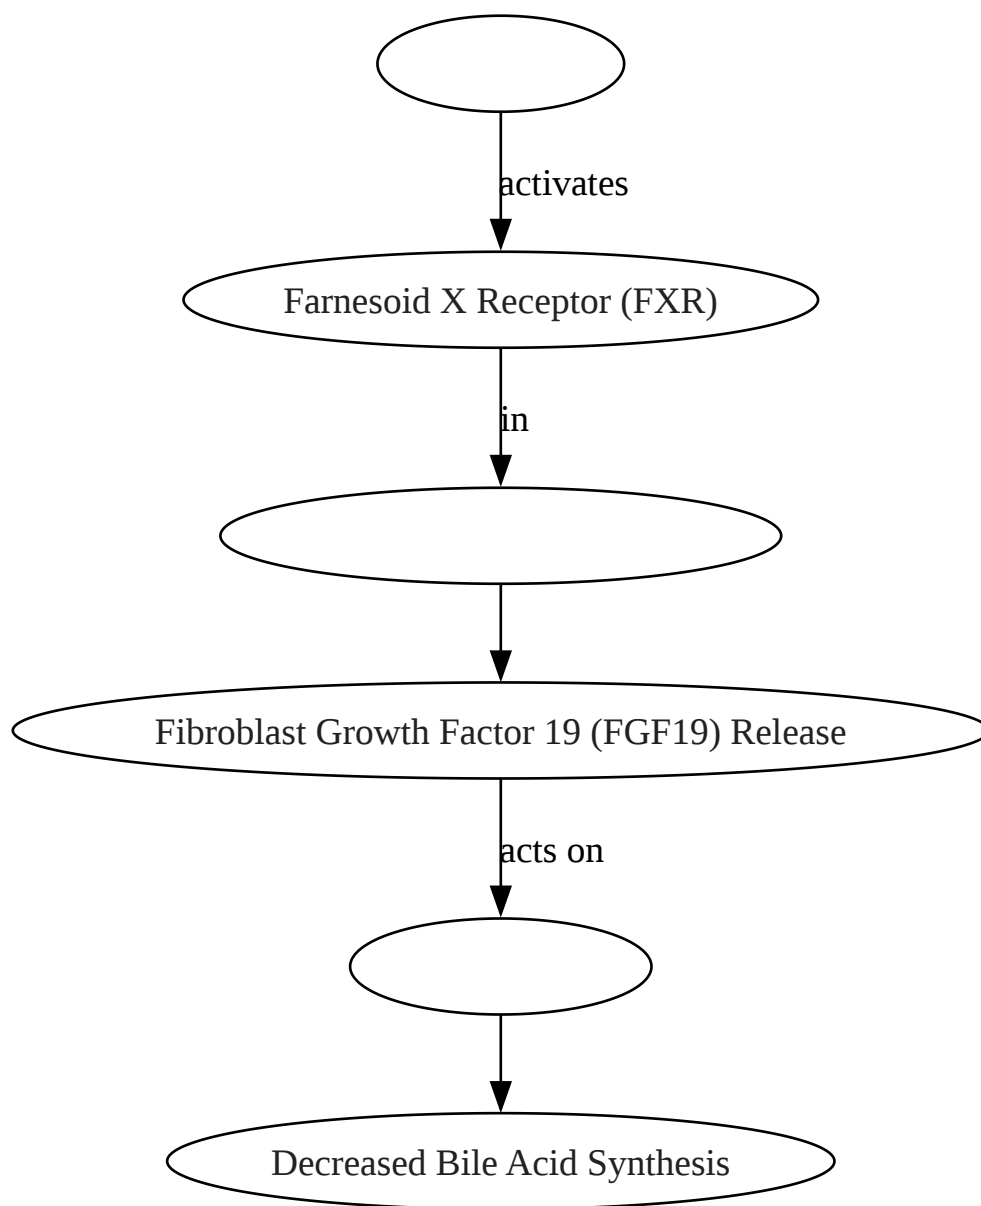 activates
Farnesoid X Receptor (FXR)
in
Fibroblast Growth Factor 19 (FGF19) Release
acts on
Decreased Bile Acid Synthesis